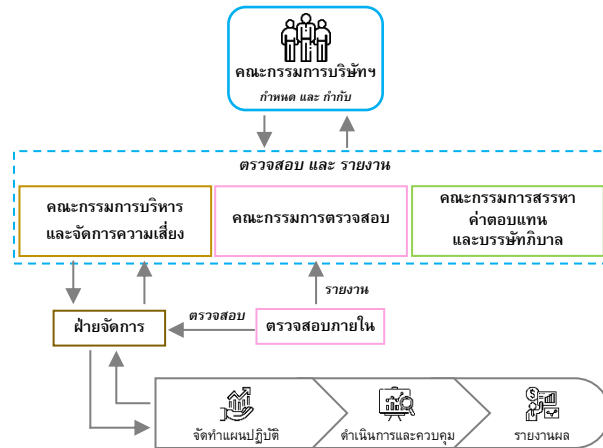 คณะกรรมการบริษัทฯ
กำหนด และ กำกับ
ตรวจสอบ และ รายงาน
คณะกรรมการบริหาร
และจัดการความเสี่ยง
คณะกรรมการตรวจสอบ
คณะกรรมการสรรหา
ค่าตอบแทน
และบรรษัทภิบาล
รายงาน
ฝ่ายจัดการ
ตรวจสอบ
ตรวจสอบภายใน
จัดทำแผนปฏิบัติ
ดำเนินการและควบคุม
รายงานผล